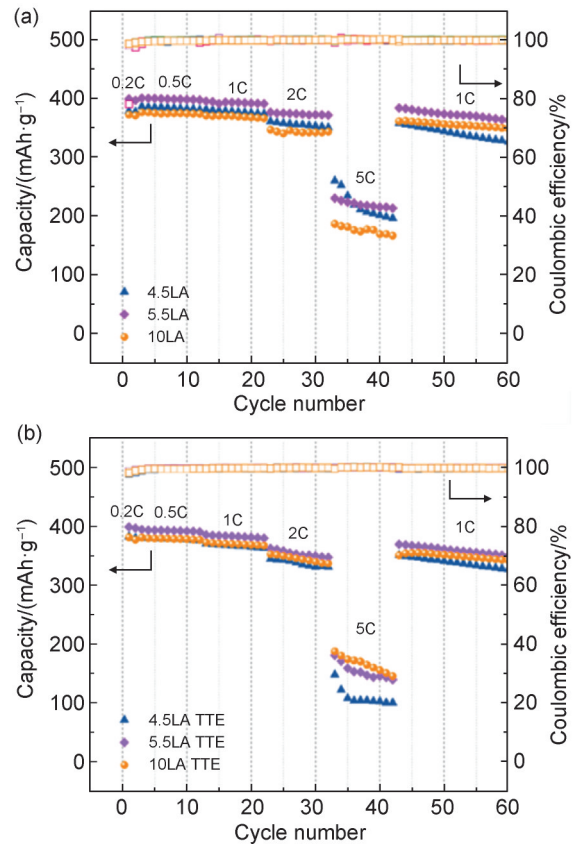 (a)
500
400
300
200
100
0
Capacity/(mAh·g⁻¹)
0.2C
0.5C
1C
2C
5C
1C
4.5LA
5.5LA
10LA
100
80
60
40
20
0
Coulombic efficiency/%
0 10 20 30 40 50 60
Cycle number
(b)
500
400
300
200
100
0
Capacity/(mAh·g⁻¹)
0.2C
0.5C
1C
2C
5C
1C
4.5LA TTE
5.5LA TTE
10LA TTE
100
80
60
40
20
0
Coulombic efficiency/%
0 10 20 30 40 50 60
Cycle number